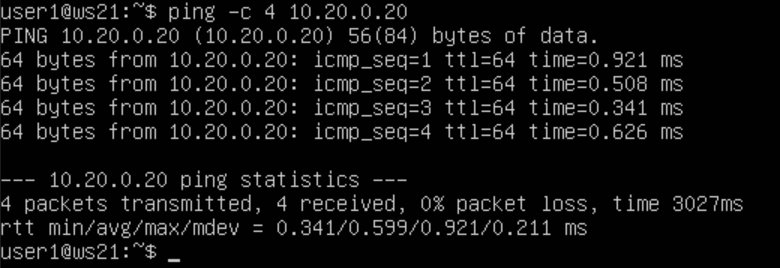 user1@ws21:~$ ping -c 4 10.20.0.20
PING 10.20.0.20 (10.20.0.20) 56(84) bytes of data.
64 bytes from 10.20.0.20: icmp_seq=1 ttl=64 time=0.921 ms
64 bytes from 10.20.0.20: icmp_seq=2 ttl=64 time=0.508 ms
64 bytes from 10.20.0.20: icmp_seq=3 ttl=64 time=0.341 ms
64 bytes from 10.20.0.20: icmp_seq=4 ttl=64 time=0.626 ms

--- 10.20.0.20 ping statistics ---
4 packets transmitted, 4 received, 0% packet loss, time 3027ms
rtt min/avg/max/mdev = 0.341/0.599/0.921/0.211 ms
user1@ws21:~$ _